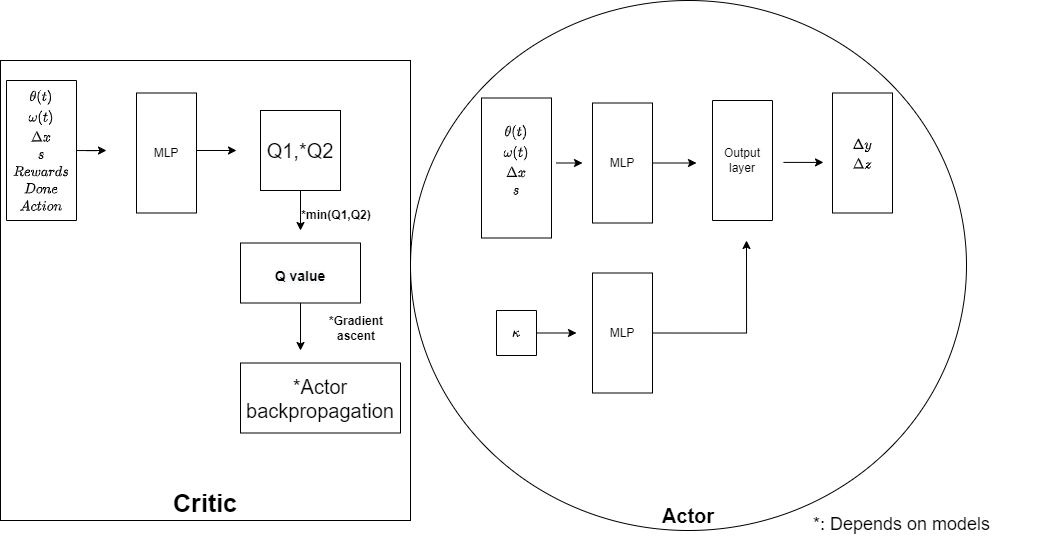 θ(t)
ω(t)
Δx
s
Rewards
Done
Action
MLP
Q1,*Q2
*min(Q1,Q2)
Q value
*Gradient
ascent
*Actor
backpropagation
Critic
θ(t)
ω(t)
Δx
s
MLP
Output
layer
Δy
Δz
κ
MLP
Actor
*: Depends on models